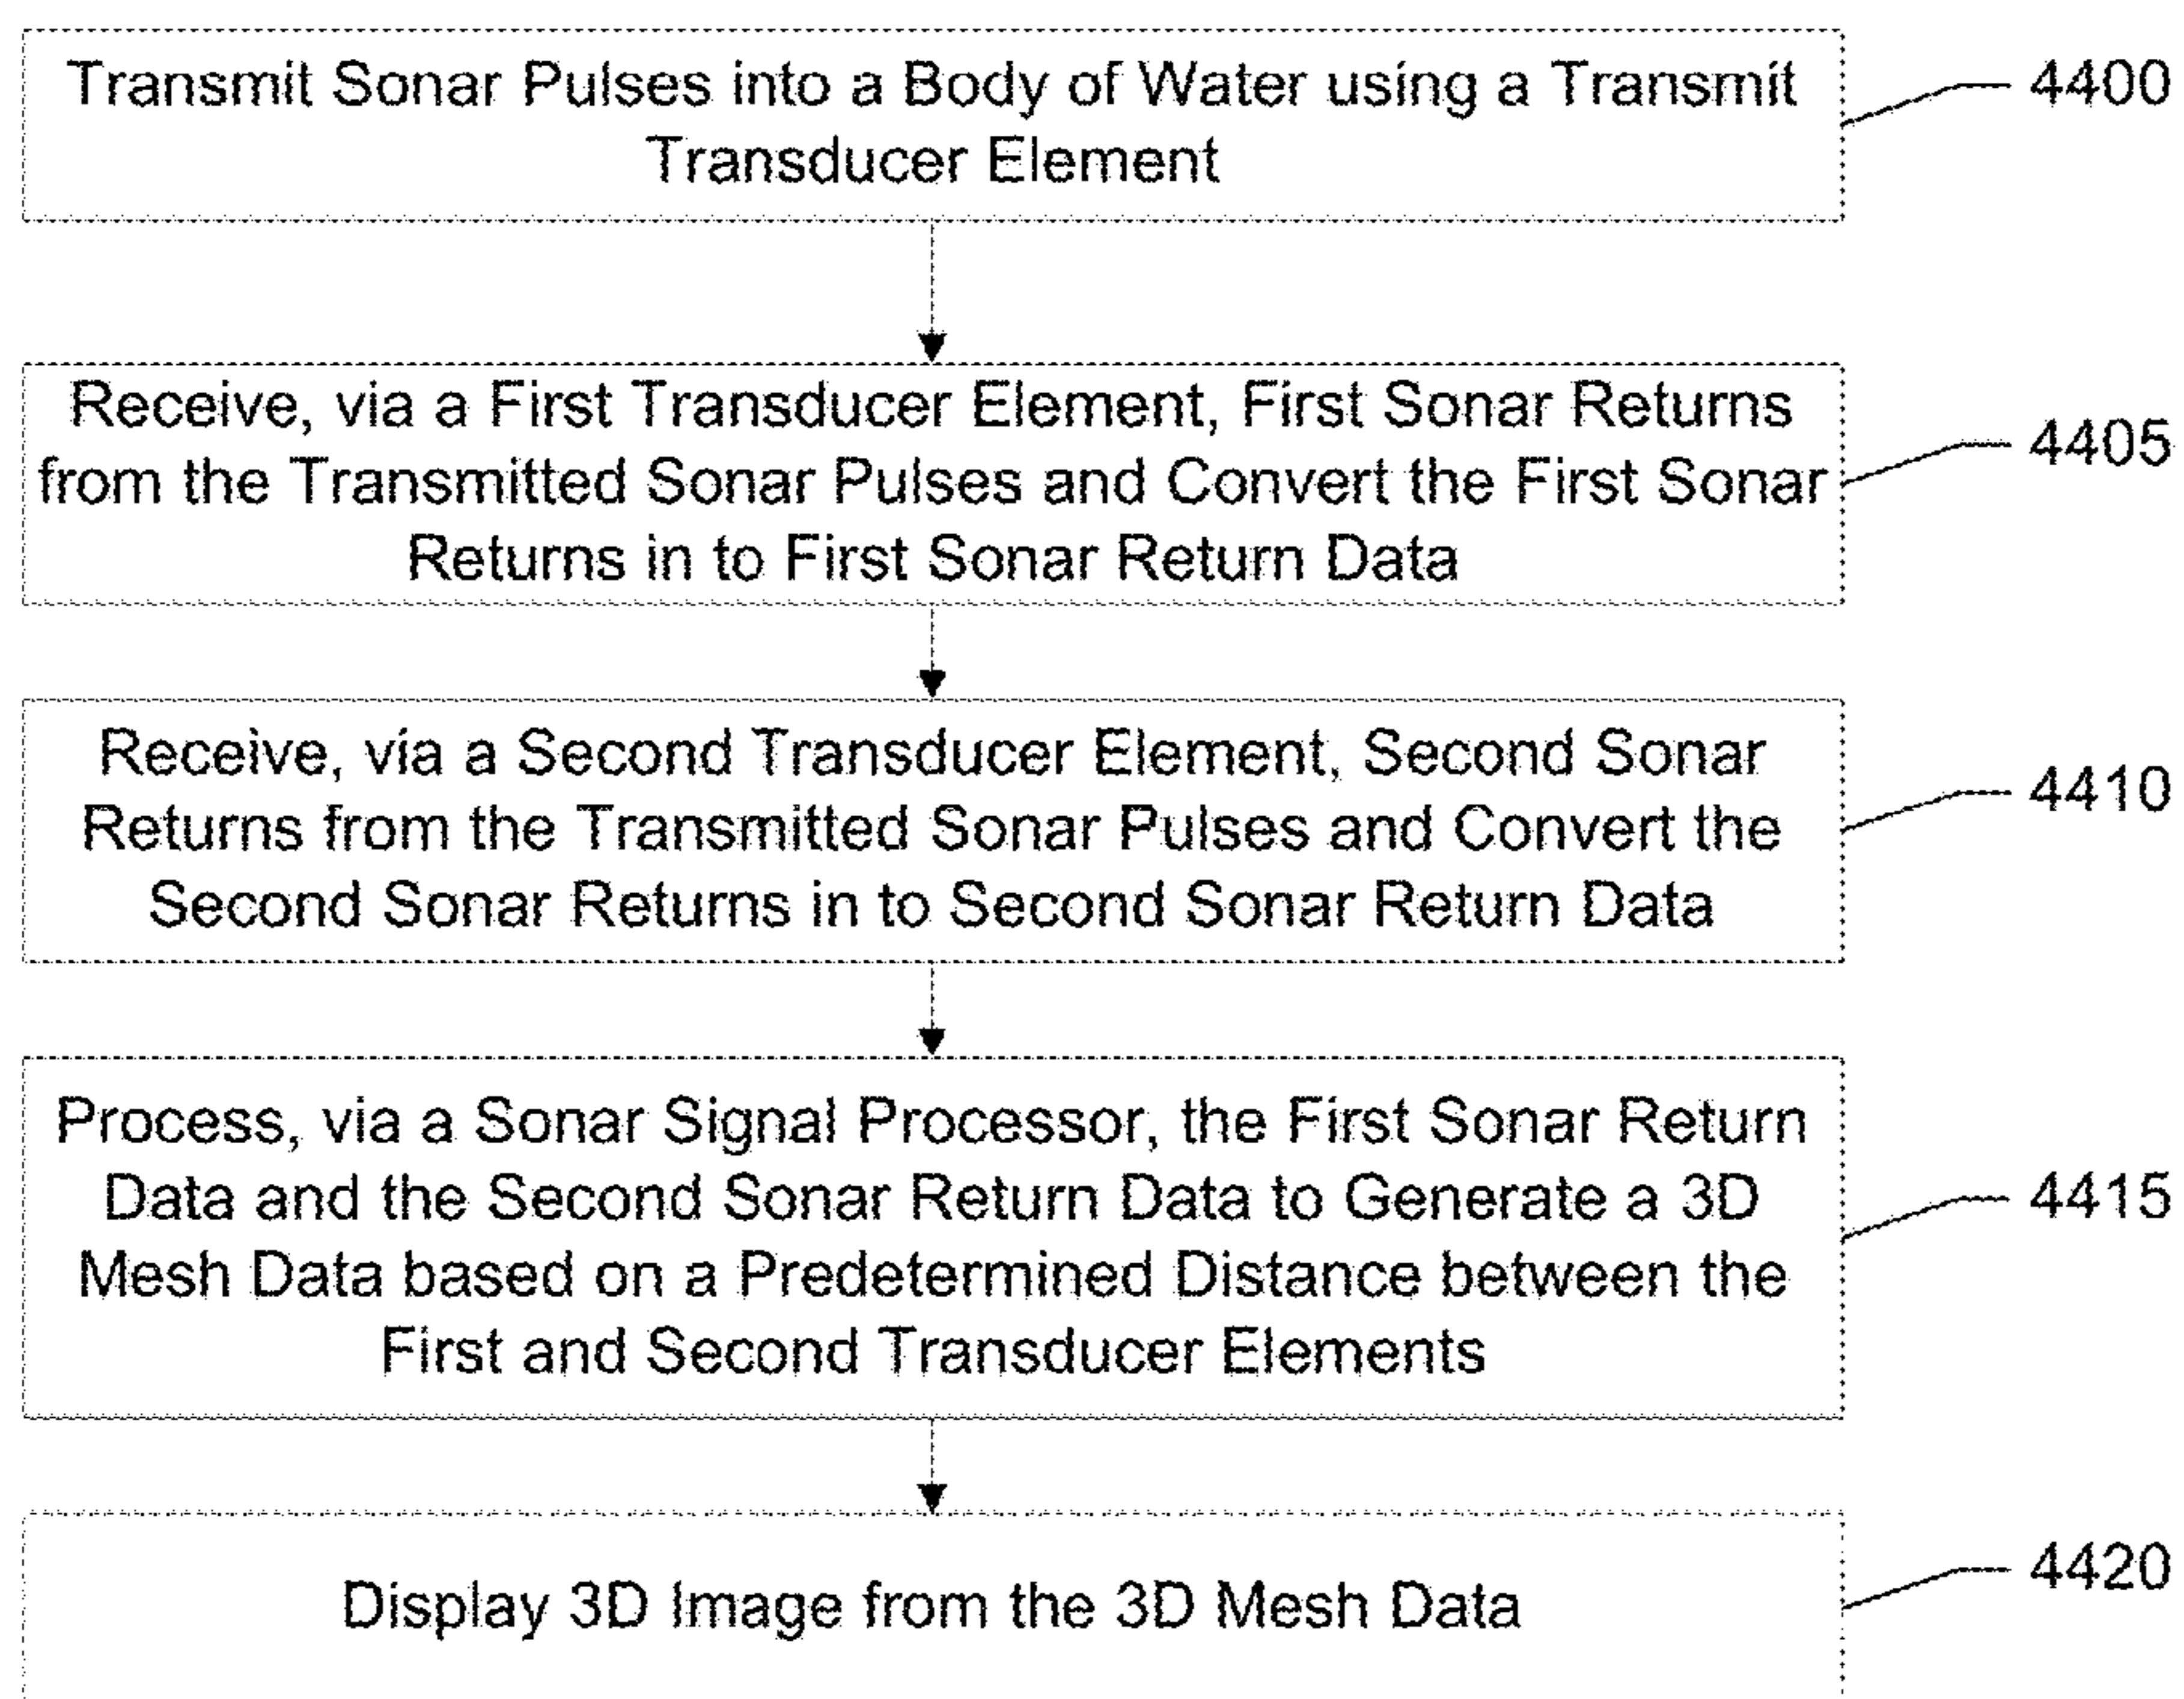 Transmit Sonar Pulses into a Body of Water using a Transmit
Transducer Element
4400
Receive, via a First Transducer Element, First Sonar Returns
from the Transmitted Sonar Pulses and Convert the First Sonar
Returns in to First Sonar Return Data
4405
Receive, via a Second Transducer Element, Second Sonar
Returns from the Transmitted Sonar Pulses and Convert the
Second Sonar Returns in to Second Sonar Return Data
4410
Process, via a Sonar Signal Processor, the First Sonar Return
Data and the Second Sonar Return Data to Generate a 3D
Mesh Data based on a Predetermined Distance between the
First and Second Transducer Elements
4415
Display 3D Image from the 3D Mesh Data
4420